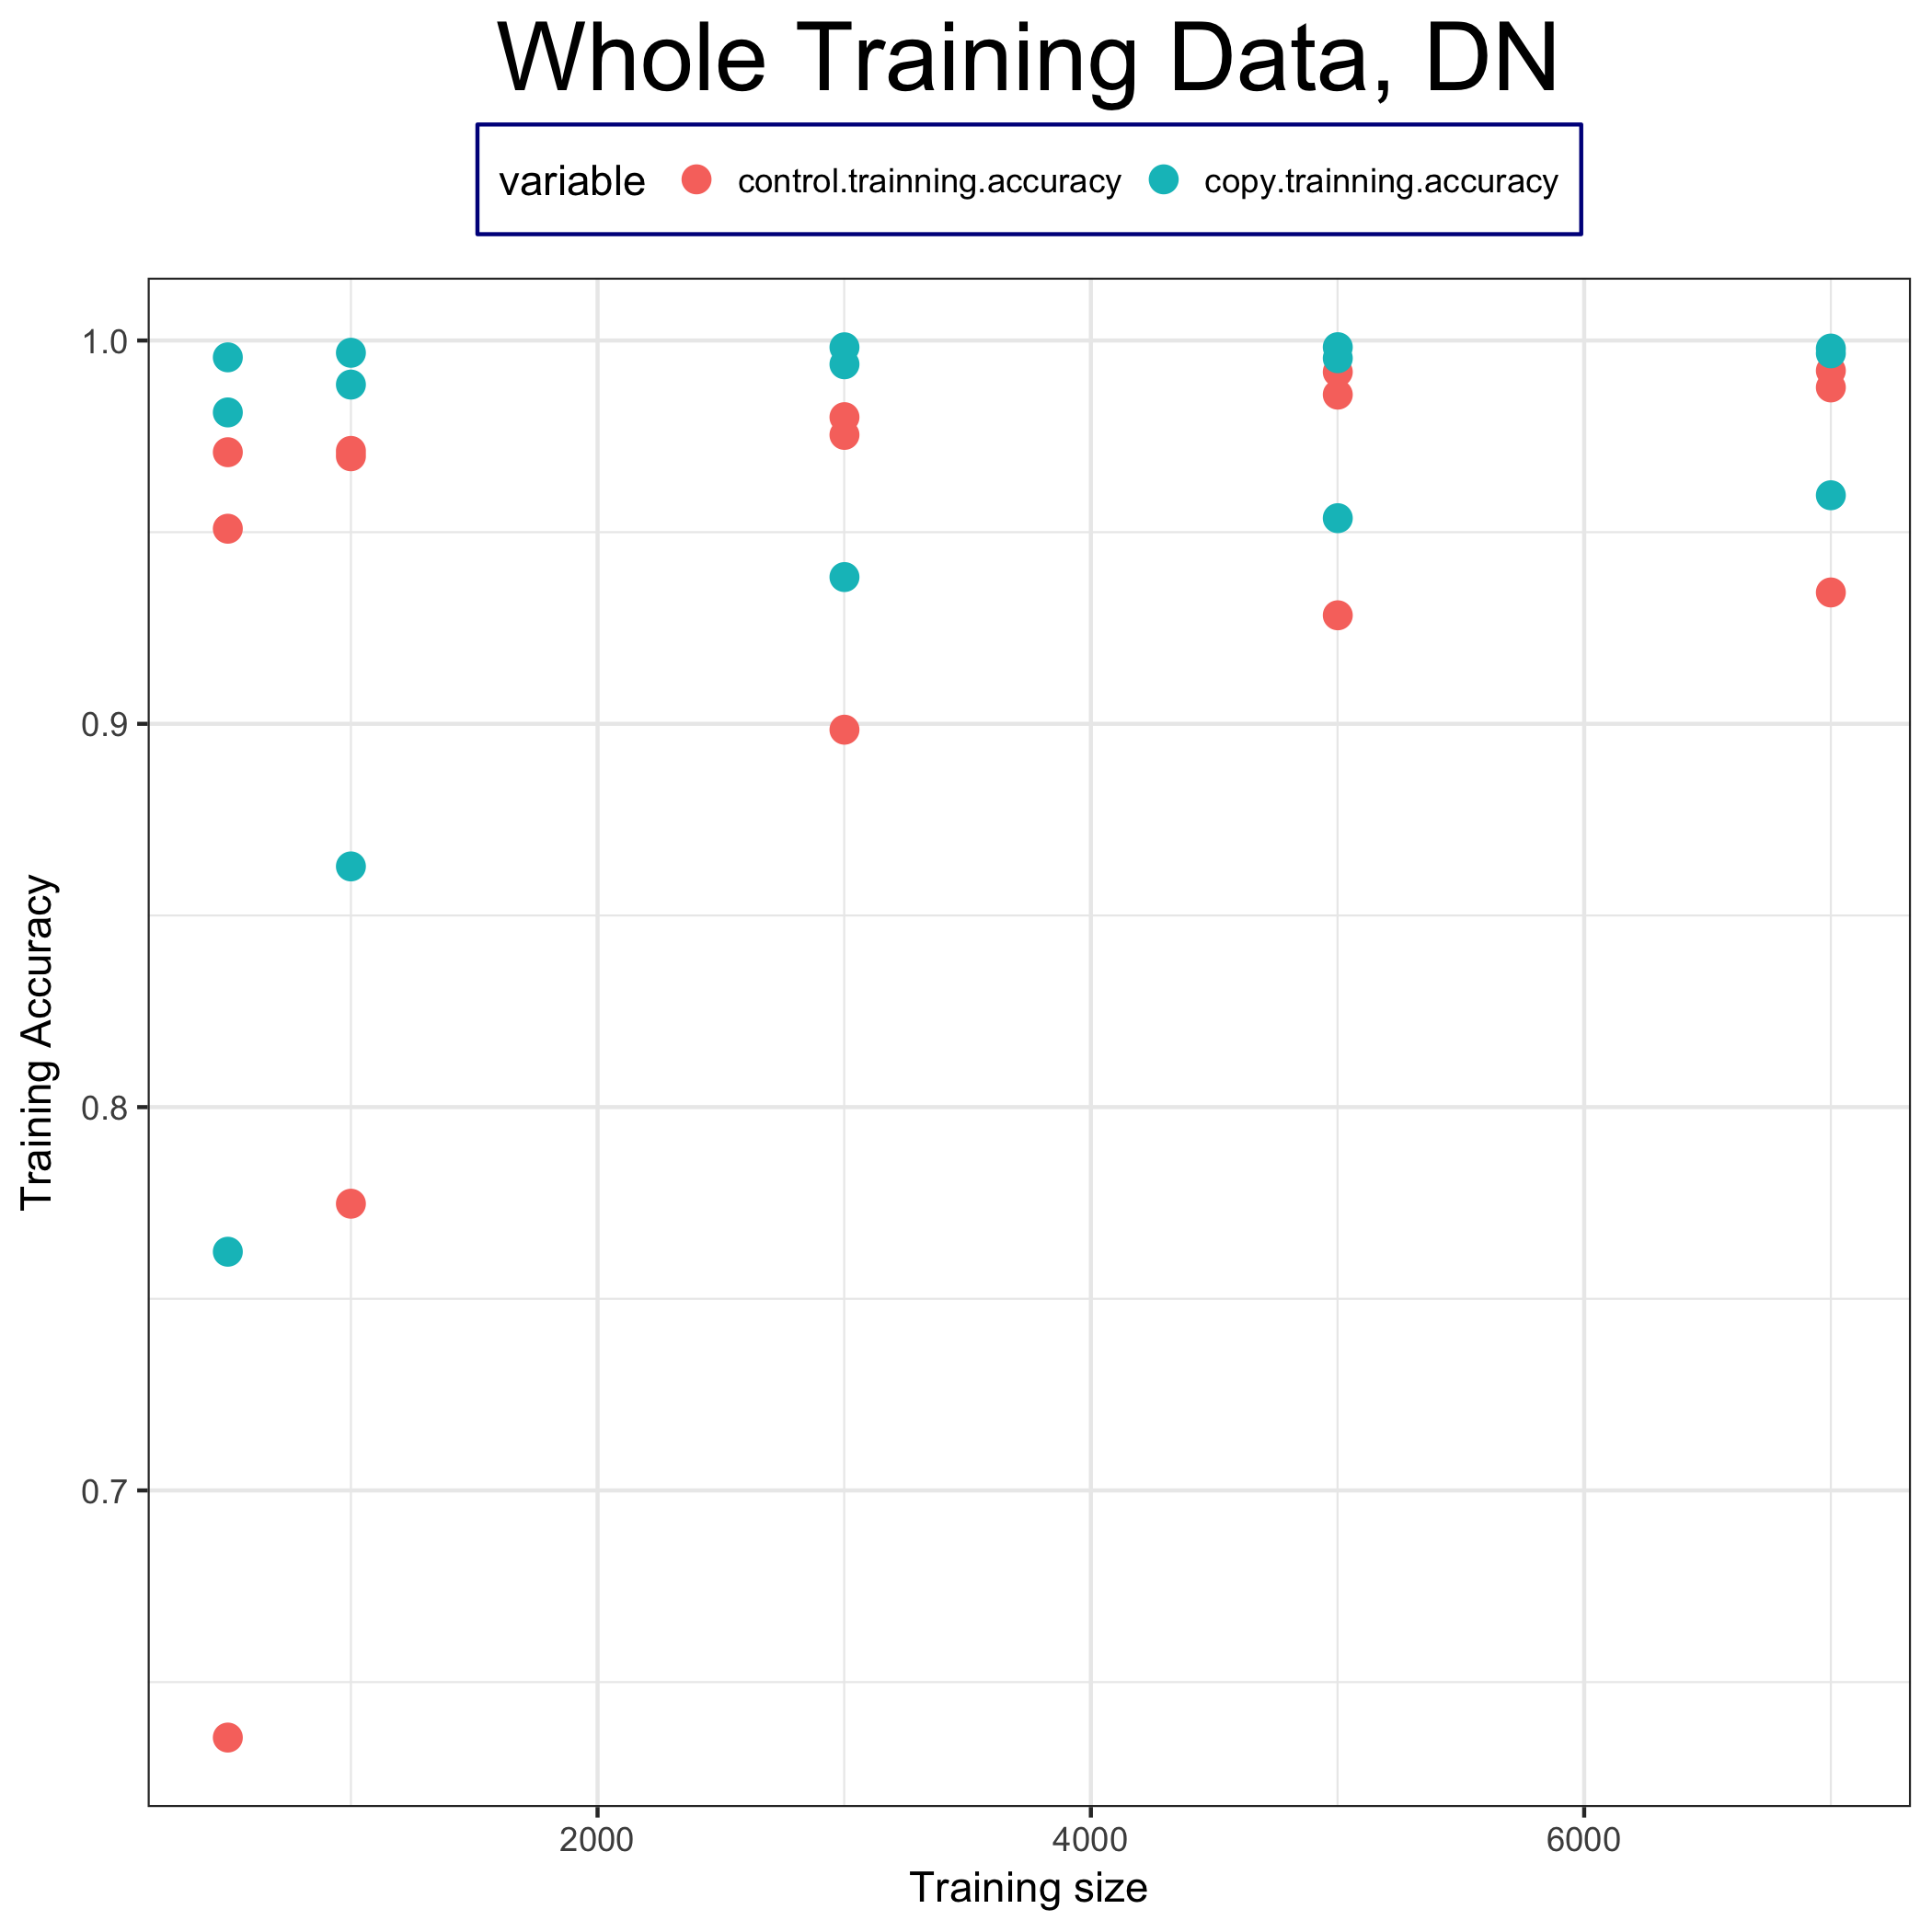 Whole Training Data, DN
variable control.trainning.accuracy copy.trainning.accuracy
1.0
0.9
0.8
0.7
Training Accuracy
2000 4000 6000
Training size